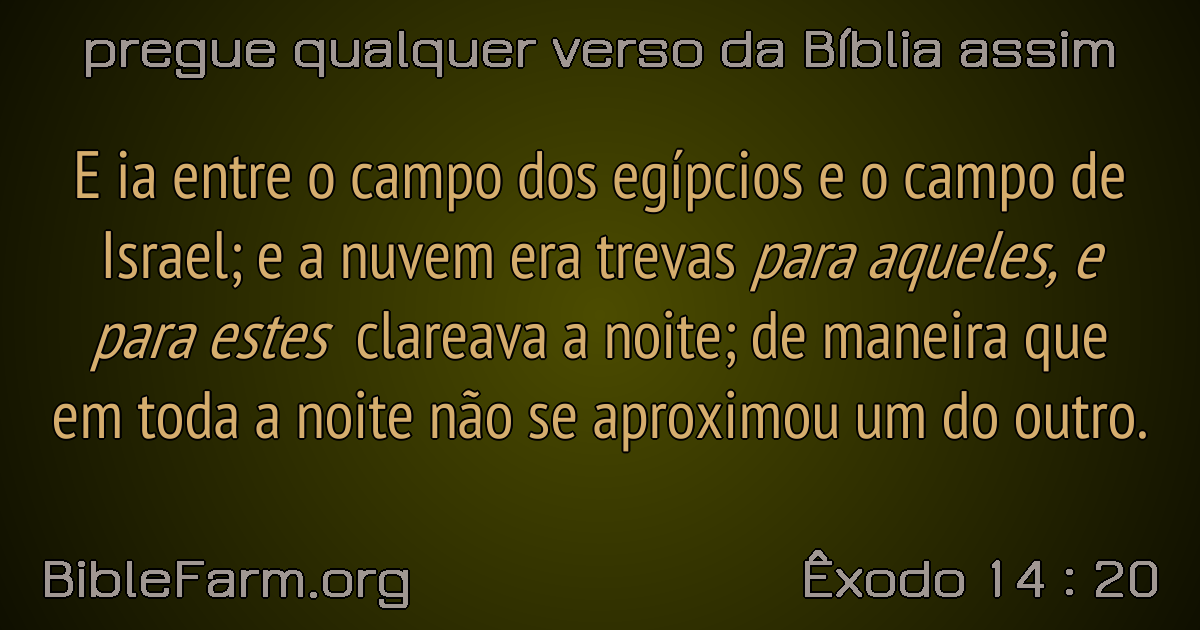 pregue qualquer verso da Bíblia assim
E ia entre o campo dos egípcios e o campo de
Israel; e a nuvem era trevas para aqueles, e
para estes clareava a noite; de maneira que
em toda a noite não se aproximou um do outro.
BibleFarm.org
Êxodo 14 : 20